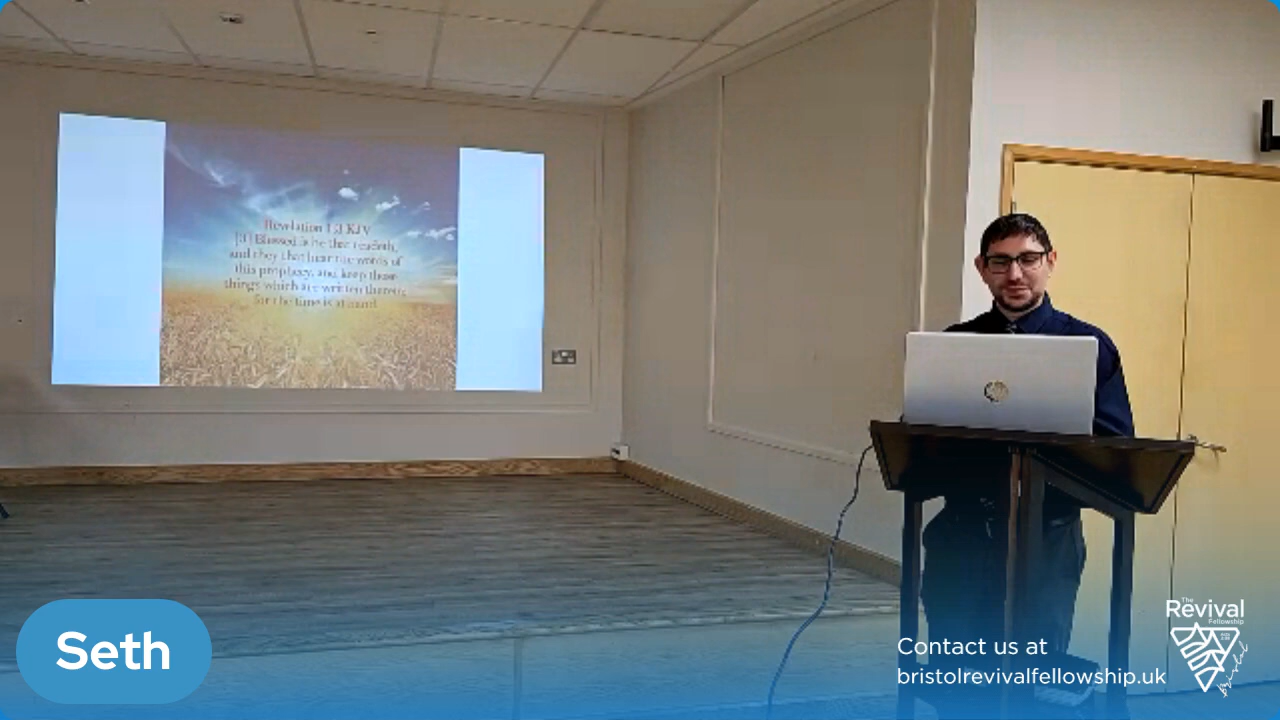 Revelation 1:3 KJV
[3] Blessed is he that readeth,
and they that hear the words of
this prophecy, and keep those
things which are written therein:
for the time is at hand.
Seth
Contact us at
bristolrevivalfellowship.uk
The
Revival
Fellowship
bristol